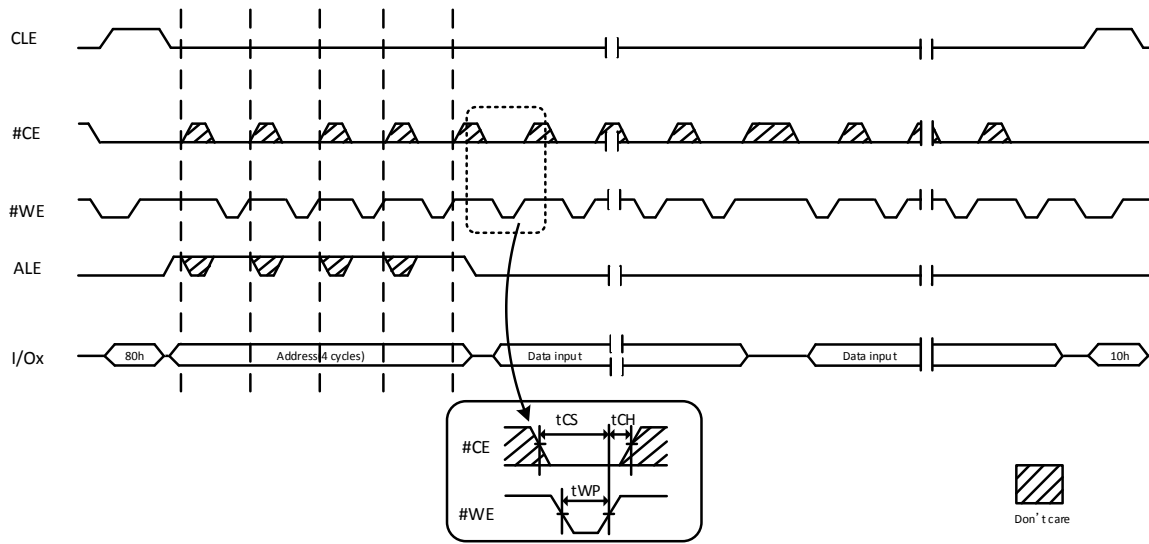 CLE
#CE
#WE
ALE
I/Ox
80h
Address(4 cycles)
Data input
Data input
10h
tCS
tCH
#CE
tWP
#WE
Don't care